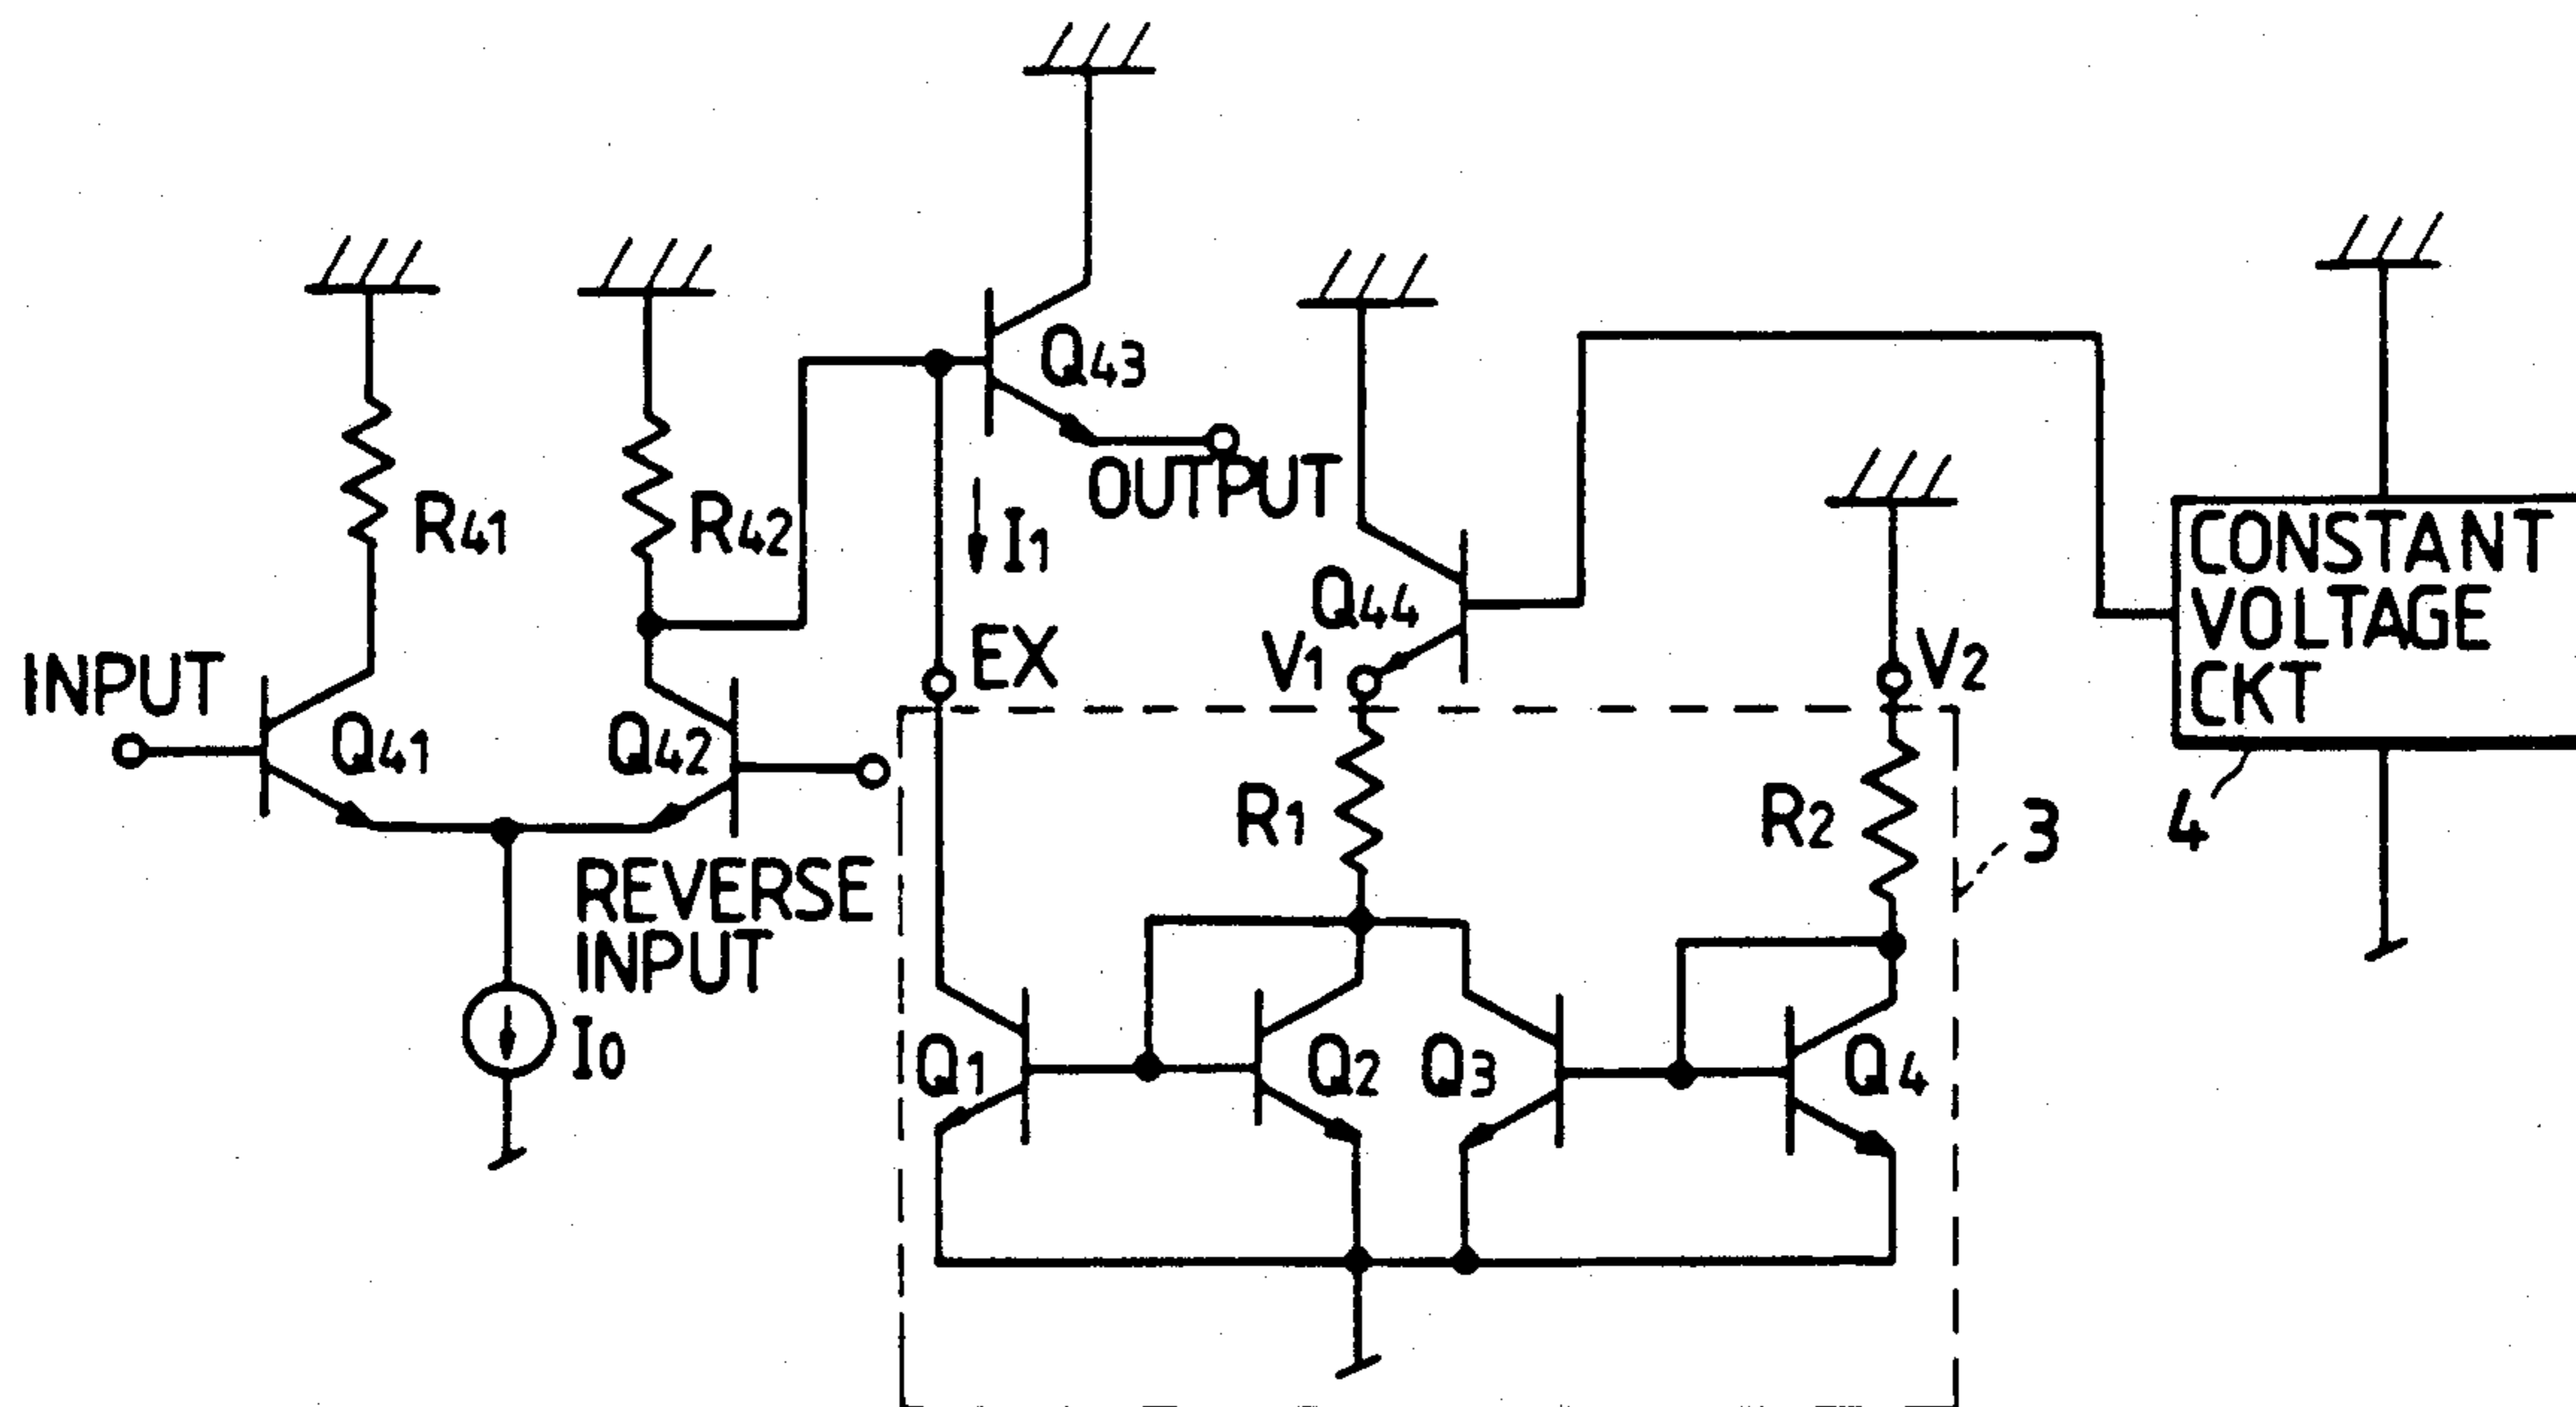 Q43
OUTPUT
R41
R42
I1
CONSTANT
VOLTAGE
CKT
Q44
INPUT
EX
V1
V2
Q41
Q42
R1
R2
3
4
REVERSE
INPUT
I0
Q1
Q2
Q3
Q4